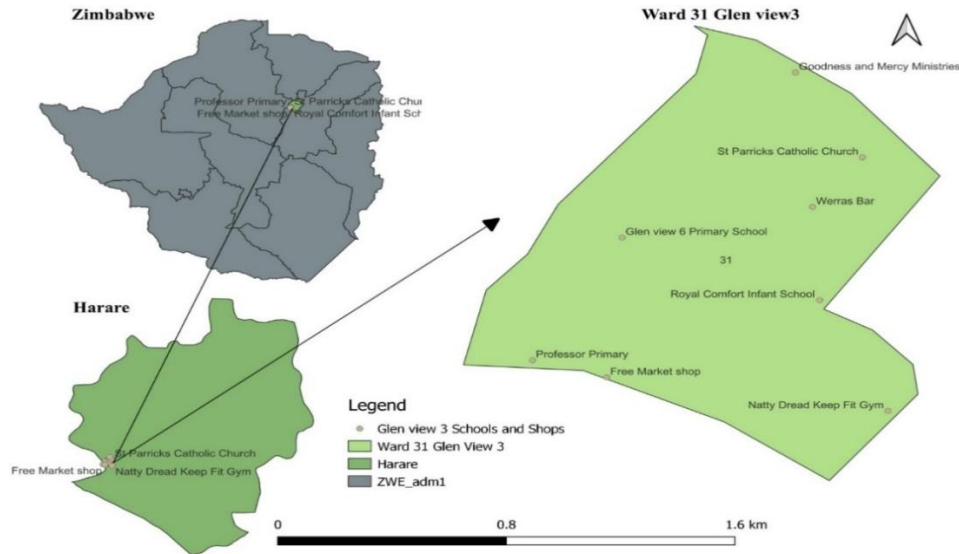 Zimbabwe
Professor Primary St Parricks Catholic Chur
Free Market shop Royal Comfort Infant Sch
Harare
St Parricks Catholic Church
Free Market shop
Natty Dread Keep Fit Gym
Ward 31 Glen view3
Goodness and Mercy Ministries
St Parricks Catholic Church
Werras Bar
Glen view 6 Primary School
31
Royal Comfort Infant School
Professor Primary
Free Market shop
Natty Dread Keep Fit Gym
Legend
Glen view 3 Schools and Shops
Ward 31 Glen View 3
Harare
ZWE_adm1
0 0.8 1.6 km